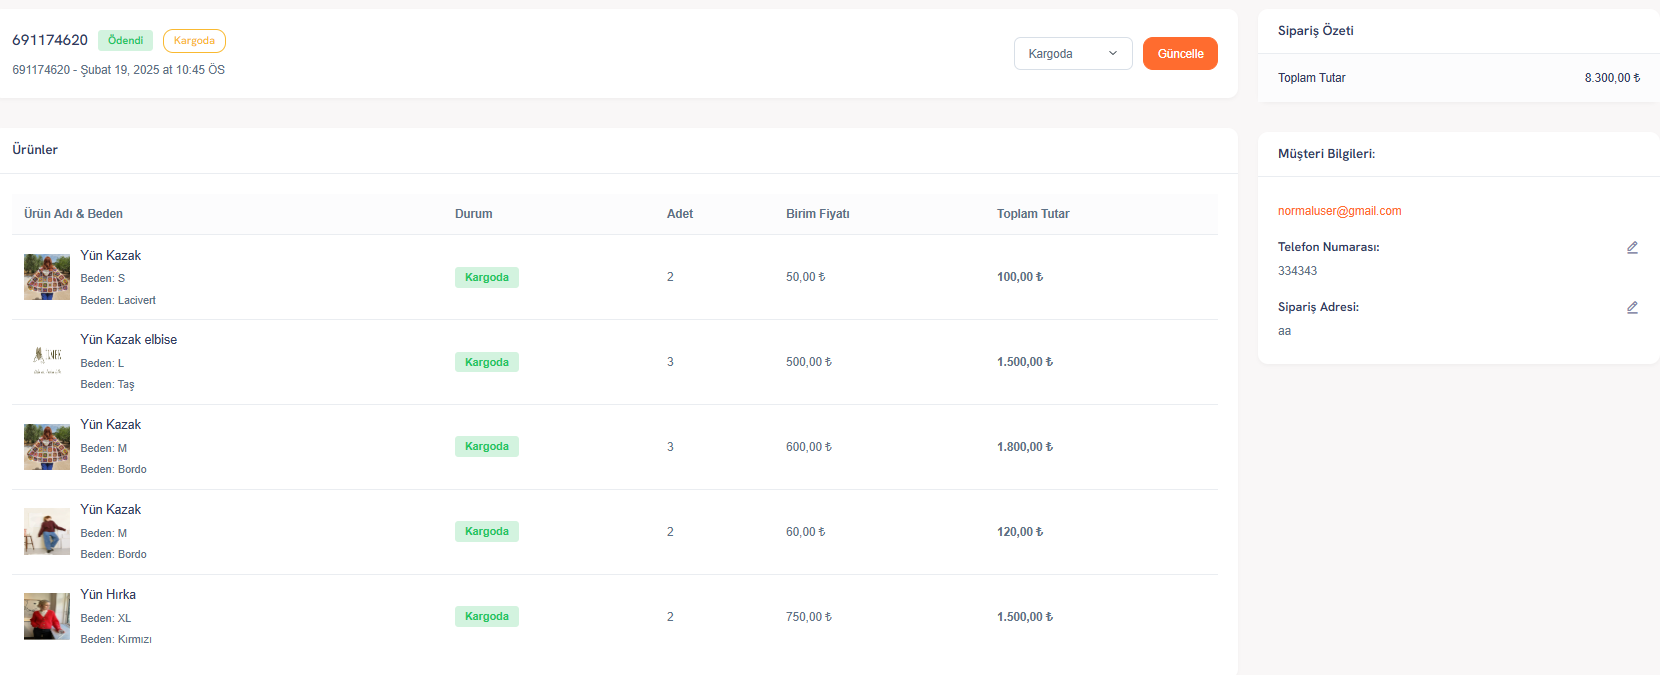 691174620 Ödendi Kargoda
691174620 - Şubat 19, 2025 at 10:45 ÖS
Kargoda Güncelle
Ürünler
Ürün Adı & Beden Durum Adet Birim Fiyatı Toplam Tutar
Yün Kazak
Beden: S
Beden: Lacivert
Kargoda 2 50,00 ₺ 100,00 ₺
Yün Kazak elbise
Beden: L
Beden: Taş
Kargoda 3 500,00 ₺ 1.500,00 ₺
Yün Kazak
Beden: M
Beden: Bordo
Kargoda 3 600,00 ₺ 1.800,00 ₺
Yün Kazak
Beden: M
Beden: Bordo
Kargoda 2 60,00 ₺ 120,00 ₺
Yün Hırka
Beden: XL
Beden: Kırmızı
Kargoda 2 750,00 ₺ 1.500,00 ₺
Sipariş Özeti
Toplam Tutar 8.300,00 ₺
Müşteri Bilgileri:
normaluser@gmail.com
Telefon Numarası:
334343
Sipariş Adresi:
aa